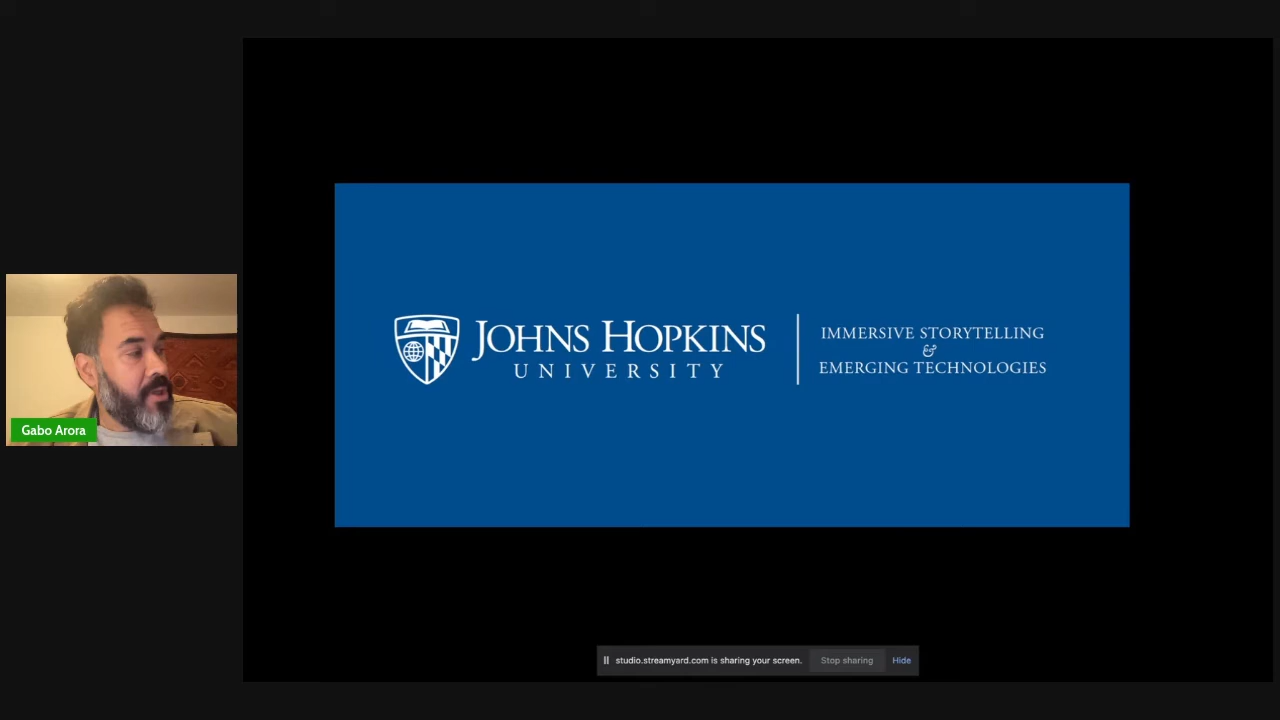 Gabo Arora
JOHNS HOPKINS
UNIVERSITY
IMMERSIVE STORYTELLING
&
EMERGING TECHNOLOGIES
studio.streamyard.com is sharing your screen.
Stop sharing
Hide